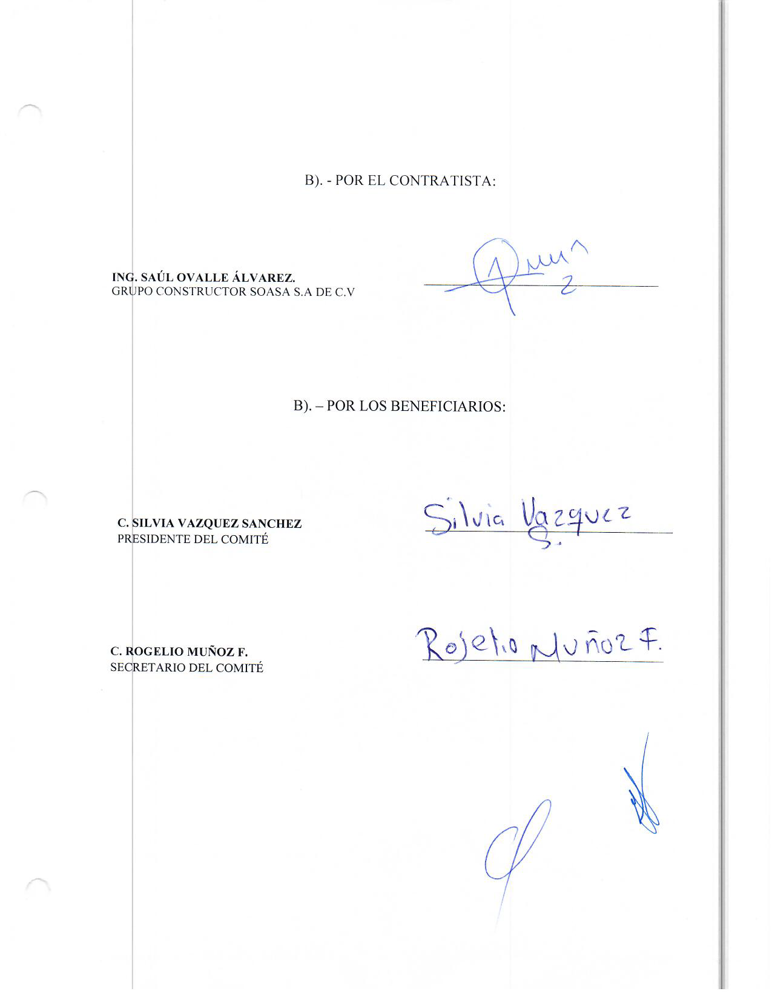 B). - POR EL CONTRATISTA:
ING. SAÚL OVALLE ÁLVAREZ.
GRUPO CONSTRUCTOR SOASA S.A DE C.V
B). – POR LOS BENEFICIARIOS:
Silvia Vazquez
S.
C. SILVIA VAZQUEZ SANCHEZ
PRESIDENTE DEL COMITÉ
Rojelio Muñoz F.
C. ROGELIO MUÑOZ F.
SECRETARIO DEL COMITÉ